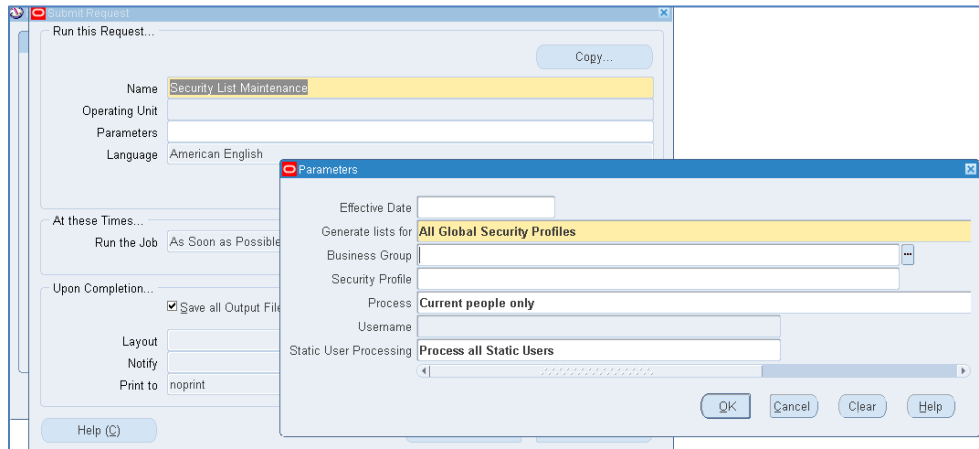 Submit Request
Run this Request...
Copy...
Name Security List Maintenance
Operating Unit
Parameters
Language American English
Parameters
Effective Date
Generate lists for All Global Security Profiles
Business Group
Security Profile
Process Current people only
Username
Static User Processing Process all Static Users
OK Cancel Clear Help
At these Times...
Run the Job As Soon as Possible
Upon Completion...
Save all Output File
Layout
Notify
Print to noprint
Help (C)